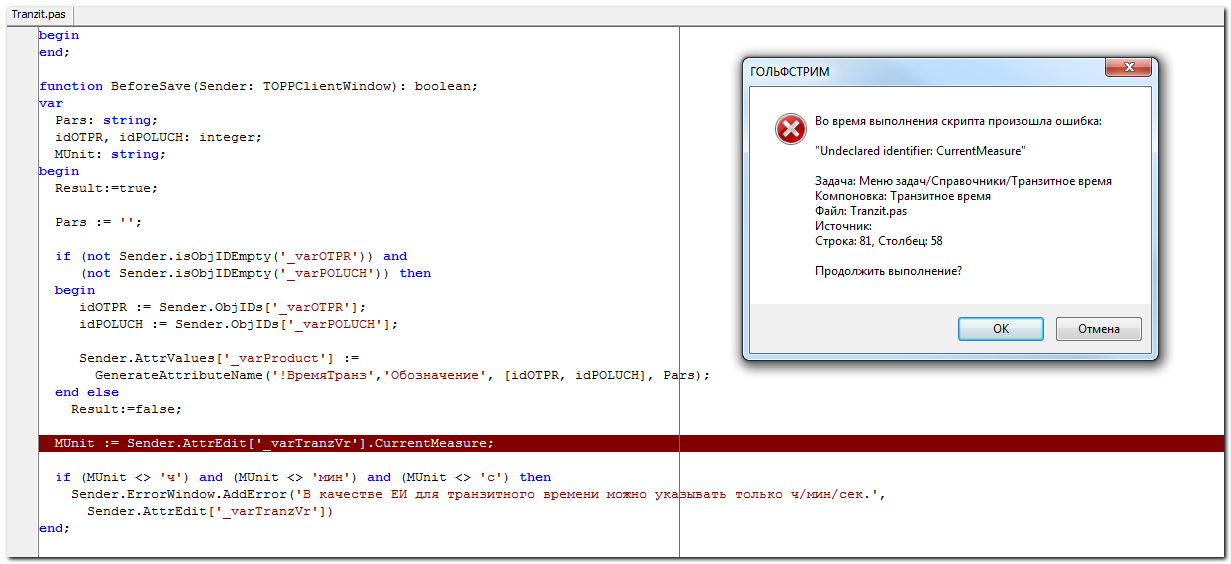 Tranzit.pas
begin
end;
function BeforeSave(Sender: TOPPClientWindow): boolean;
var
Pars: string;
idOTPR, idPOLUCH: integer;
MUnit: string;
begin
Result:=true;
Pars := '';
if (not Sender.isObjIDEmpty('_varOTPR')) and
(not Sender.isObjIDEmpty('_varPOLUCH')) then
begin
idOTPR := Sender.ObjIDs['_varOTPR'];
idPOLUCH := Sender.ObjIDs['_varPOLUCH'];
Sender.AttrValues['_varProduct'] :=
GenerateAttributeName('!ВремяТранз','Обозначение', [idOTPR, idPOLUCH], Pars);
end else
Result:=false;
MUnit := Sender.AttrEdit['_varTranzVr'].CurrentMeasure;
if (MUnit <> 'ч') and (MUnit <> 'мин') and (MUnit <> 'с') then
Sender.ErrorWindow.AddError('В качестве ЕИ для транзитного времени можно указывать только ч/мин/сек.',
Sender.AttrEdit['_varTranzVr'])
end;
ГОЛЬФСТРИМ
Во время выполнения скрипта произошла ошибка:
"Undeclared identifier: CurrentMeasure"
Задача: Меню задач/Справочники/Транзитное время
Компоновка: Транзитное время
Файл: Tranzit.pas
Источник:
Строка: 81, Столбец: 58
Продолжить выполнение?
OK
Отмена